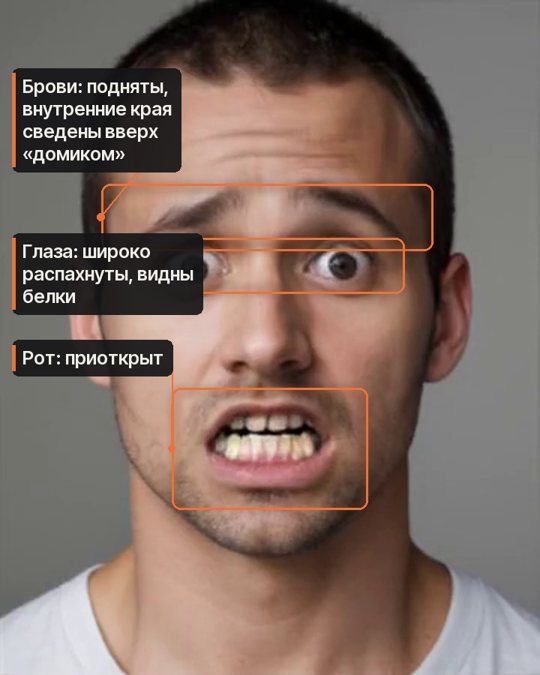 Брови: подняты,
внутренние края
сведены вверх
«домиком»
Глаза: широко
распахнуты, видны
белки
Рот: приоткрыт